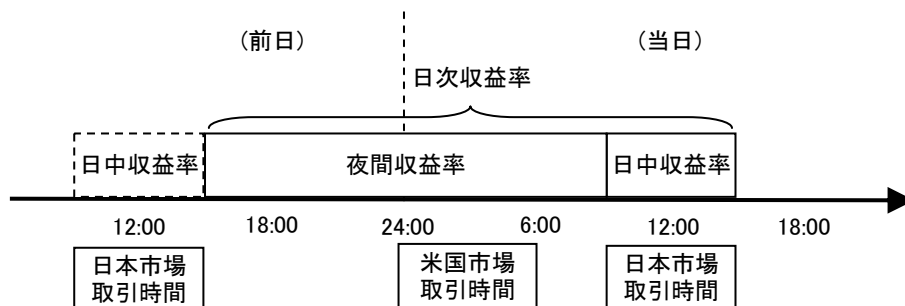 (前日)
(当日)
日次収益率
日中収益率
夜間収益率
日中収益率
12:00
18:00
24:00
6:00
12:00
18:00
日本市場
取引時間
米国市場
取引時間
日本市場
取引時間